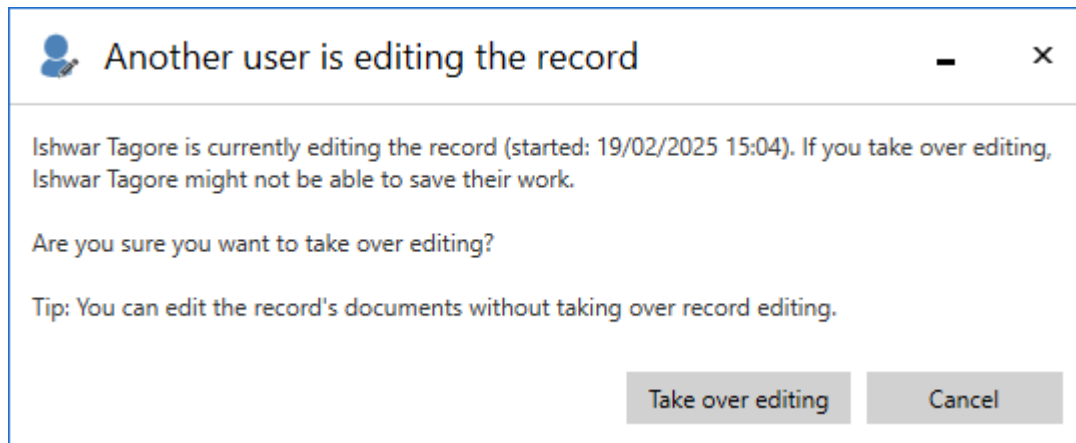 Another user is editing the record
Ishwar Tagore is currently editing the record (started: 19/02/2025 15:04). If you take over editing,
Ishwar Tagore might not be able to save their work.
Are you sure you want to take over editing?
Tip: You can edit the record's documents without taking over record editing.
Take over editing
Cancel